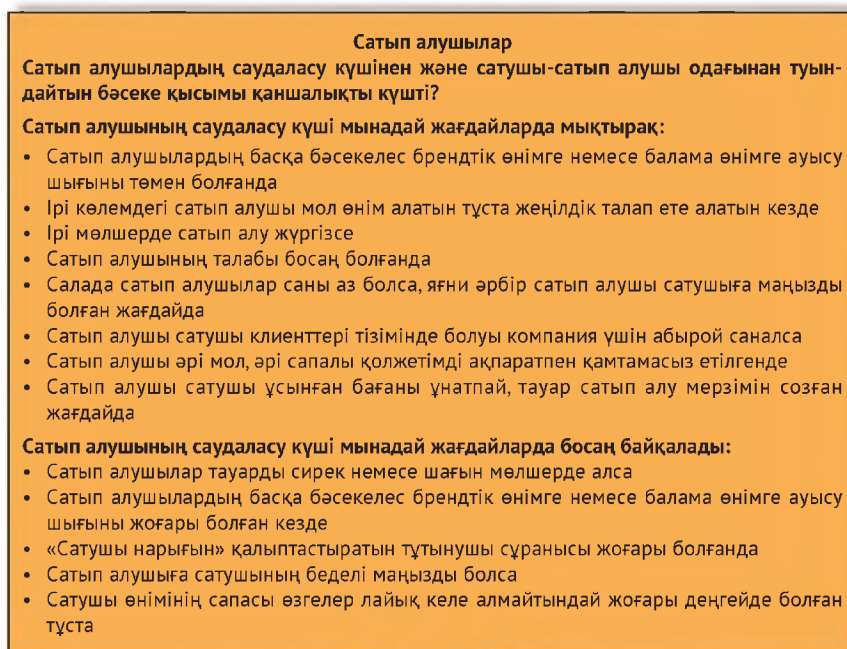 Сатып алушылар
Сатып алушылардың саудаласу күшінен және сатушы-сатып алушы одағынан туын-
дайтын бәсеке қысымы қаншалықты күшті?
Сатып алушының саудаласу күші мынадай жағдайларда мықтырақ:
• Сатып алушылардың басқа бәсекелес брендтік өнімге немесе балама өнімге ауысу
шығыны төмен болғанда
• Ірі көлемдегі сатып алушы мол өнім алатын тұста жеңілдік талап ете алатын кезде
• Ірі мөлшерде сатып алу жүргізсе
• Сатып алушының талабы босаң болғанда
• Салада сатып алушылар саны аз болса, яғни әрбір сатып алушы сатушыға маңызды
болған жағдайда
• Сатып алушы сатушы клиенттері тізімінде болуы компания үшін абырой саналса
• Сатып алушы әрі мол, әрі сапалы қолжетімді ақпаратпен қамтамасыз етілгенде
• Сатып алушы сатушы ұсынған бағаны ұнатпай, тауар сатып алу мерзімін созған
жағдайда
Сатып алушының саудаласу күші мынадай жағдайларда босаң байқалады:
• Сатып алушылар тауарды сирек немесе шағын мөлшерде алса
• Сатып алушылардың басқа бәсекелес брендтік өнімге немесе балама өнімге ауысу
шығыны жоғары болған кезде
• «Сатушы нарығын» қалыптастыратын тұтынушы сұранысы жоғары болғанда
• Сатып алушыға сатушының беделі маңызды болса
• Сатушы өнімінің сапасы өзгелер лайық келе алмайтындай жоғары деңгейде болған
тұста